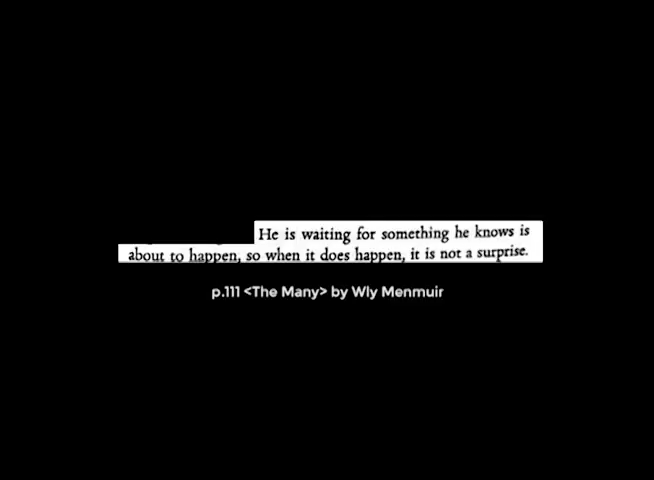 He is waiting for something he knows is
about to happen, so when it does happen, it is not a surprise.
p.111 <The Many> by Wly Menmuir